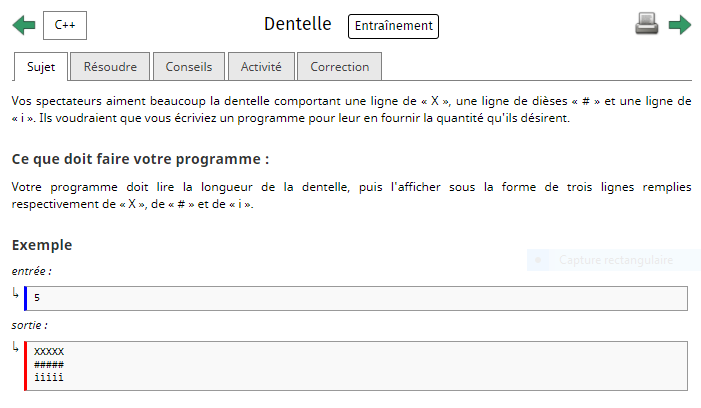 C++
Dentelle
Entraînement
Sujet
Résoudre
Conseils
Activité
Correction
Vos spectateurs aiment beaucoup la dentelle comportant une ligne de « X », une ligne de dièses « # » et une ligne de
« i ». Ils voudraient que vous écriviez un programme pour leur en fournir la quantité qu'ils désirent.
Ce que doit faire votre programme :
Votre programme doit lire la longueur de la dentelle, puis l'afficher sous la forme de trois lignes remplies
respectivement de « X », de « # » et de « i ».
Exemple
Capture rectangulaire
entrée :
5
sortie :
XXXXX
#####
iiiii